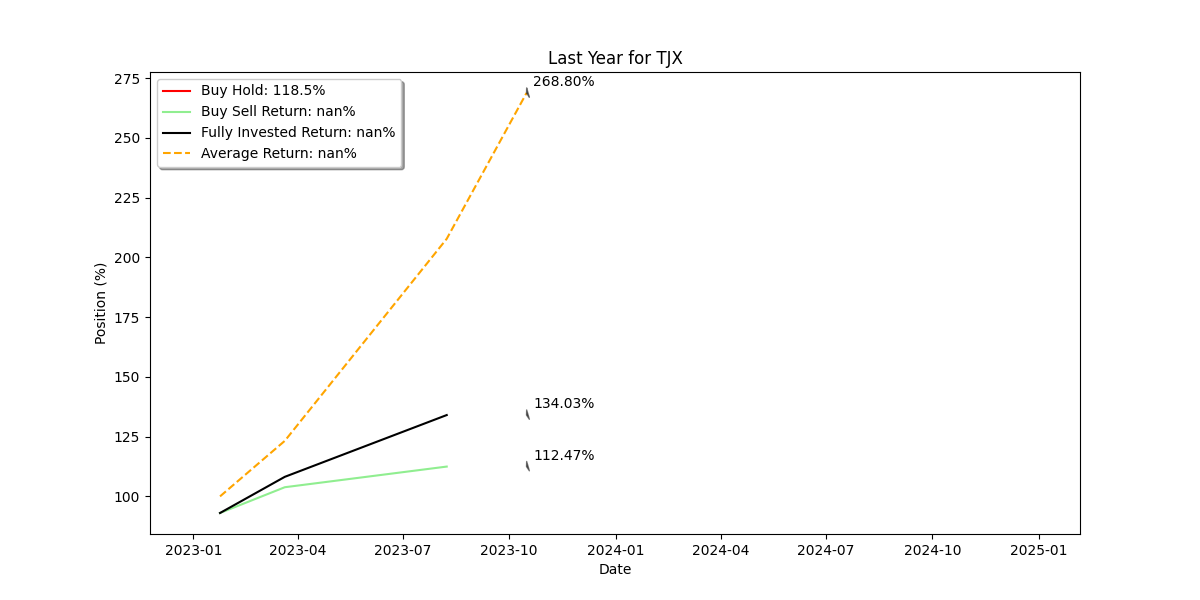 Last Year for TJX
275
250
225
200
175
150
125
100
Position (%)
Buy Hold: 118.5%
Buy Sell Return: nan%
Fully Invested Return: nan%
Average Return: nan%
268.80%
134.03%
112.47%
2023-01
2023-04
2023-07
2023-10
2024-01
2024-04
2024-07
2024-10
2025-01
Date